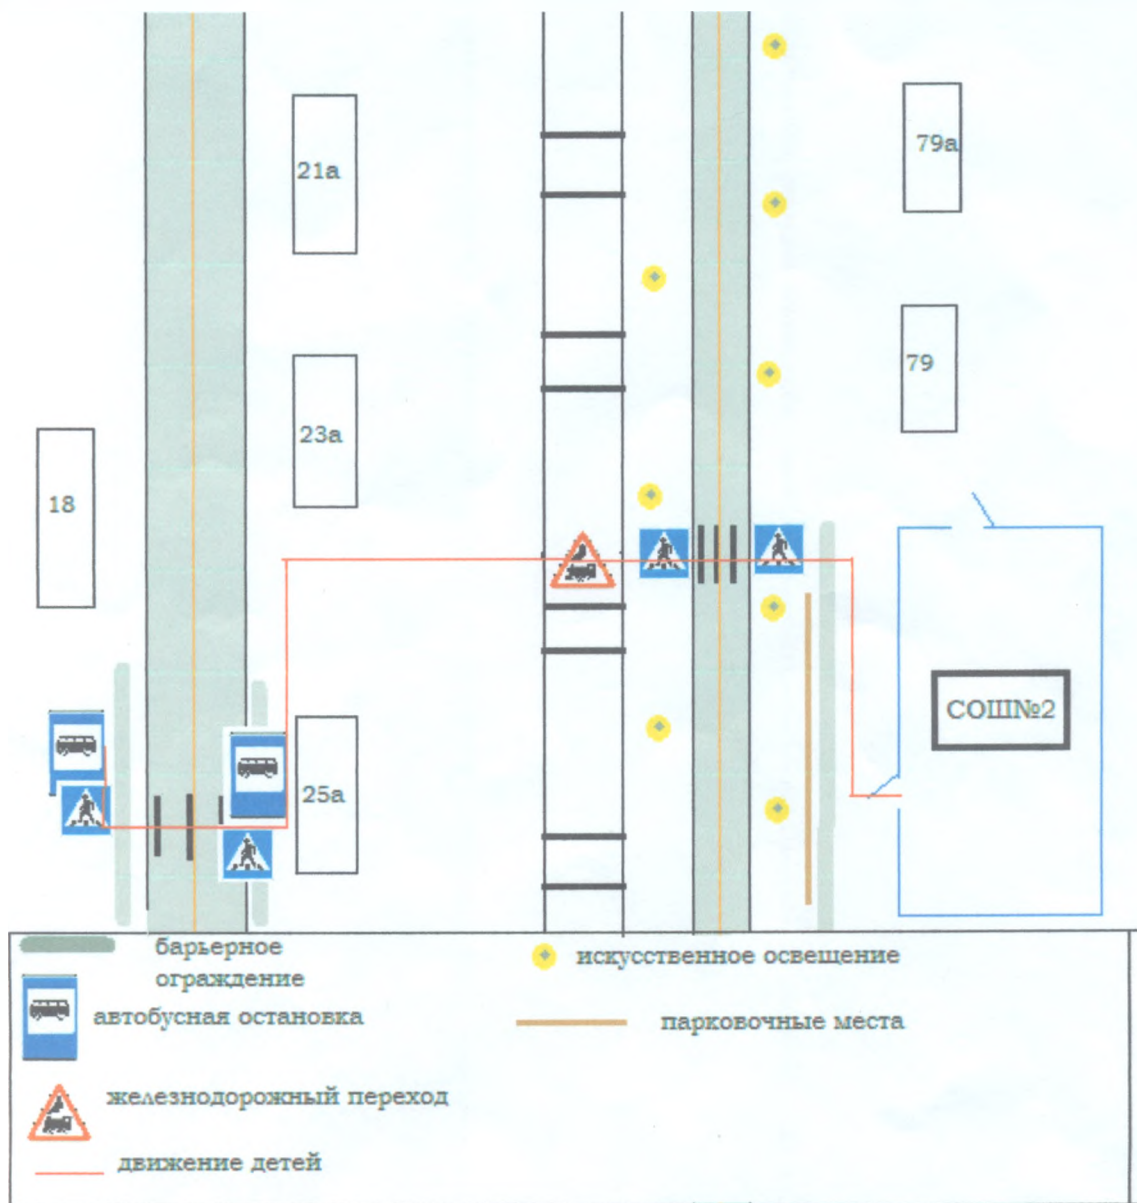 21а
79а
79
23а
18
СОШ№2
25а
барьерное
ограждение
искусственное освещение
автобусная остановка
парковочные места
железнодорожный переход
движение детей